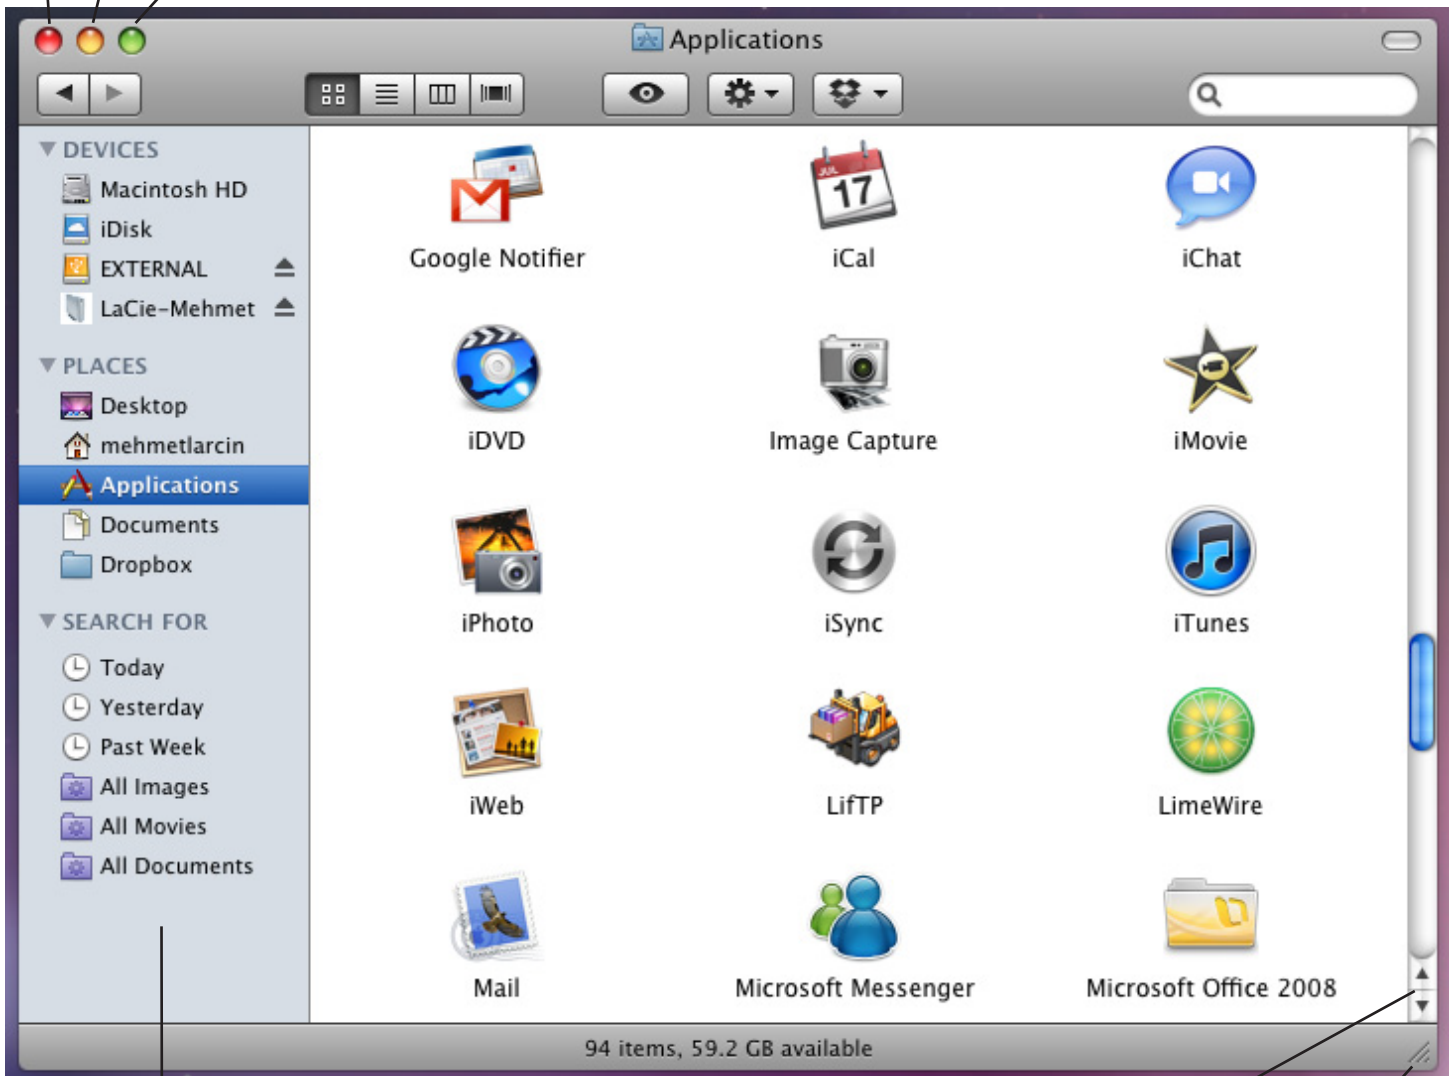 Applications
DEVICES
Macintosh HD
iDisk
EXTERNAL
LaCie-Mehmet
PLACES
Desktop
mehmetlarcin
Applications
Documents
Dropbox
SEARCH FOR
Today
Yesterday
Past Week
All Images
All Movies
All Documents
JUL
17
Google Notifier
iCal
iChat
iDVD
Image Capture
iMovie
iPhoto
iSync
iTunes
iWeb
LifTP
LimeWire
Mail
Microsoft Messenger
Microsoft Office 2008
94 items, 59.2 GB available